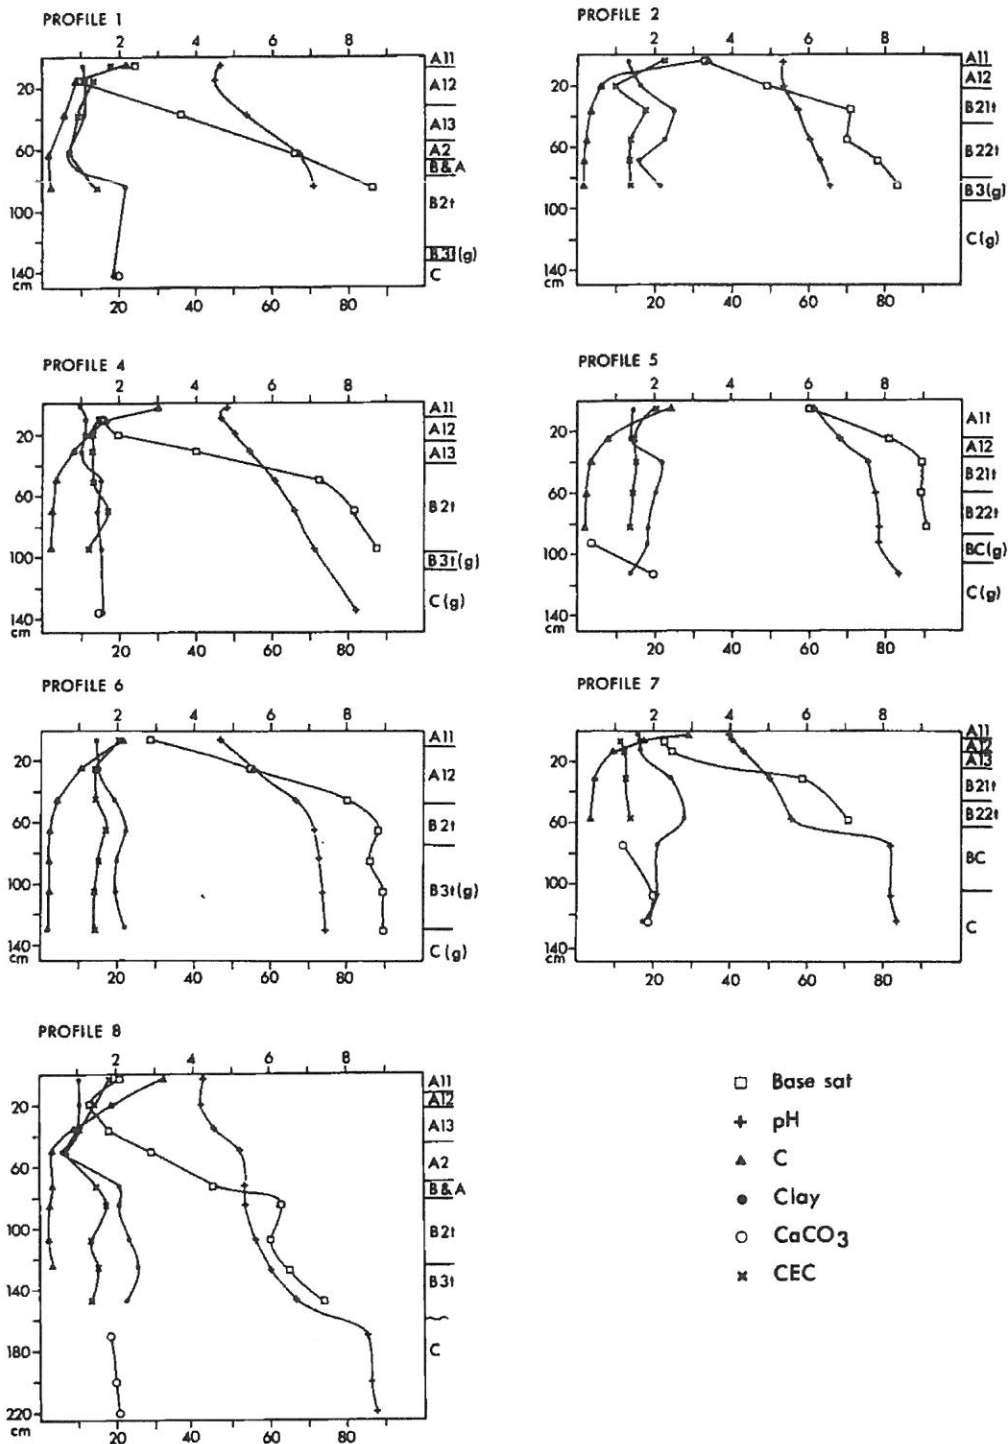 PROFILE 1
2 4 6 8
A11
A12
A13
A2
B&A
B2t
B3t(g)
C
20
60
100
140
cm
20 40 60 80
PROFILE 2
2 4 6 8
A11
A12
B21t
B22t
B3(g)
C(g)
20
60
100
140
cm
20 40 60 80
PROFILE 4
2 4 6 8
A11
A12
A13
B2t
B3t(g)
C(g)
20
60
100
140
cm
20 40 60 80
PROFILE 5
2 4 6 8
A11
A12
B21t
B22t
BC(g)
C(g)
20
60
100
140
cm
20 40 60 80
PROFILE 6
2 4 6 8
A11
A12
B2t
B3t(g)
C(g)
20
60
100
140
cm
20 40 60 80
PROFILE 7
2 4 6 8
A11
A12
A13
B21t
B22t
BC
C
20
60
100
140
cm
20 40 60 80
PROFILE 8
2 4 6 8
A11
A12
A13
A2
B&A
B2t
B3t
C
20
60
100
140
180
220
cm
20 40 60 80
Base sat
pH
C
Clay
CaCO3
CEC